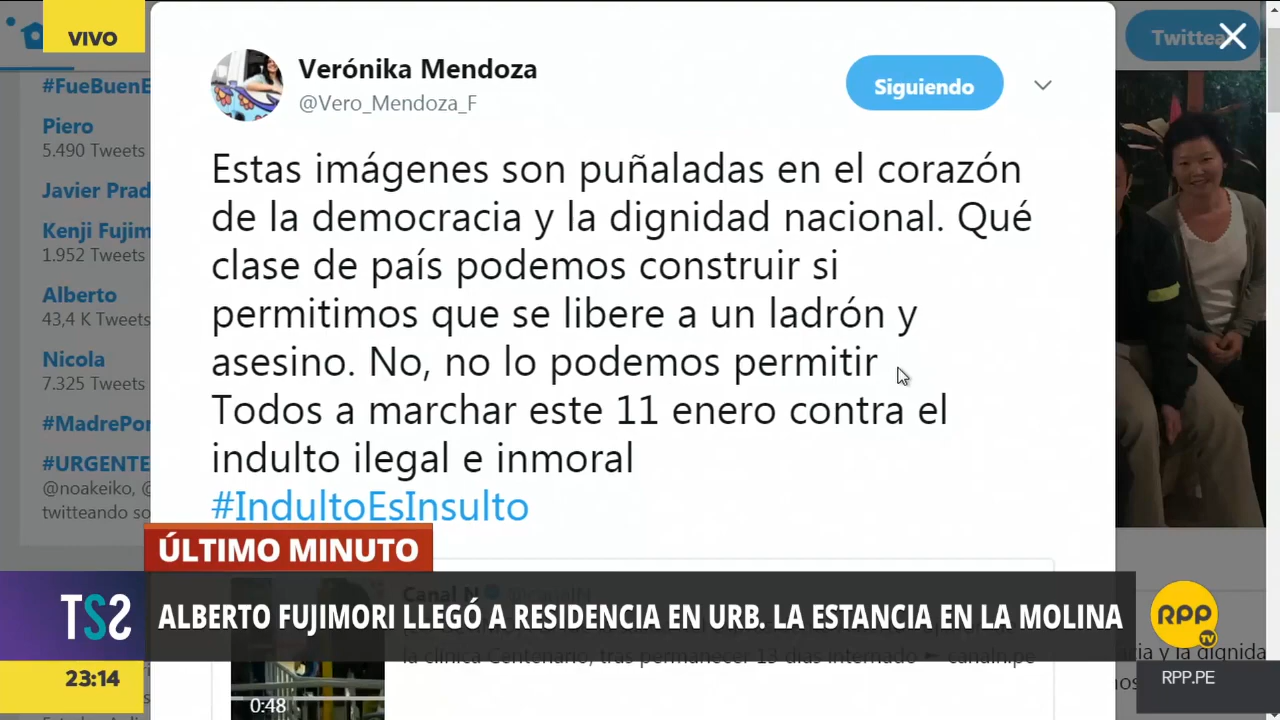 VIVO
Twittea
#FueBuenE
Piero
5.490 Tweets
Javier Prad
Kenji Fujim
1.952 Tweets
Alberto
43,4 K Tweets
Nicola
7.325 Tweets
#MadrePor
#URGENTE
@noakeiko, @
twitteando so
Verónika Mendoza
@Vero_Mendoza_F
Siguiendo
Estas imágenes son puñaladas en el corazón
de la democracia y la dignidad nacional. Qué
clase de país podemos construir si
permitimos que se libere a un ladrón y
asesino. No, no lo podemos permitir
Todos a marchar este 11 enero contra el
indulto ilegal e inmoral
#IndultoEsInsulto
Canal N
ÚLTIMO MINUTO
TS2
ALBERTO FUJIMORI LLEGÓ A RESIDENCIA EN URB. LA ESTANCIA EN LA MOLINA
RPP
TV
la clínica Centenario, tras permanecer 13 días internado ► canaln.pe
cia y la dignida
23:14
RPP.PE
0:48